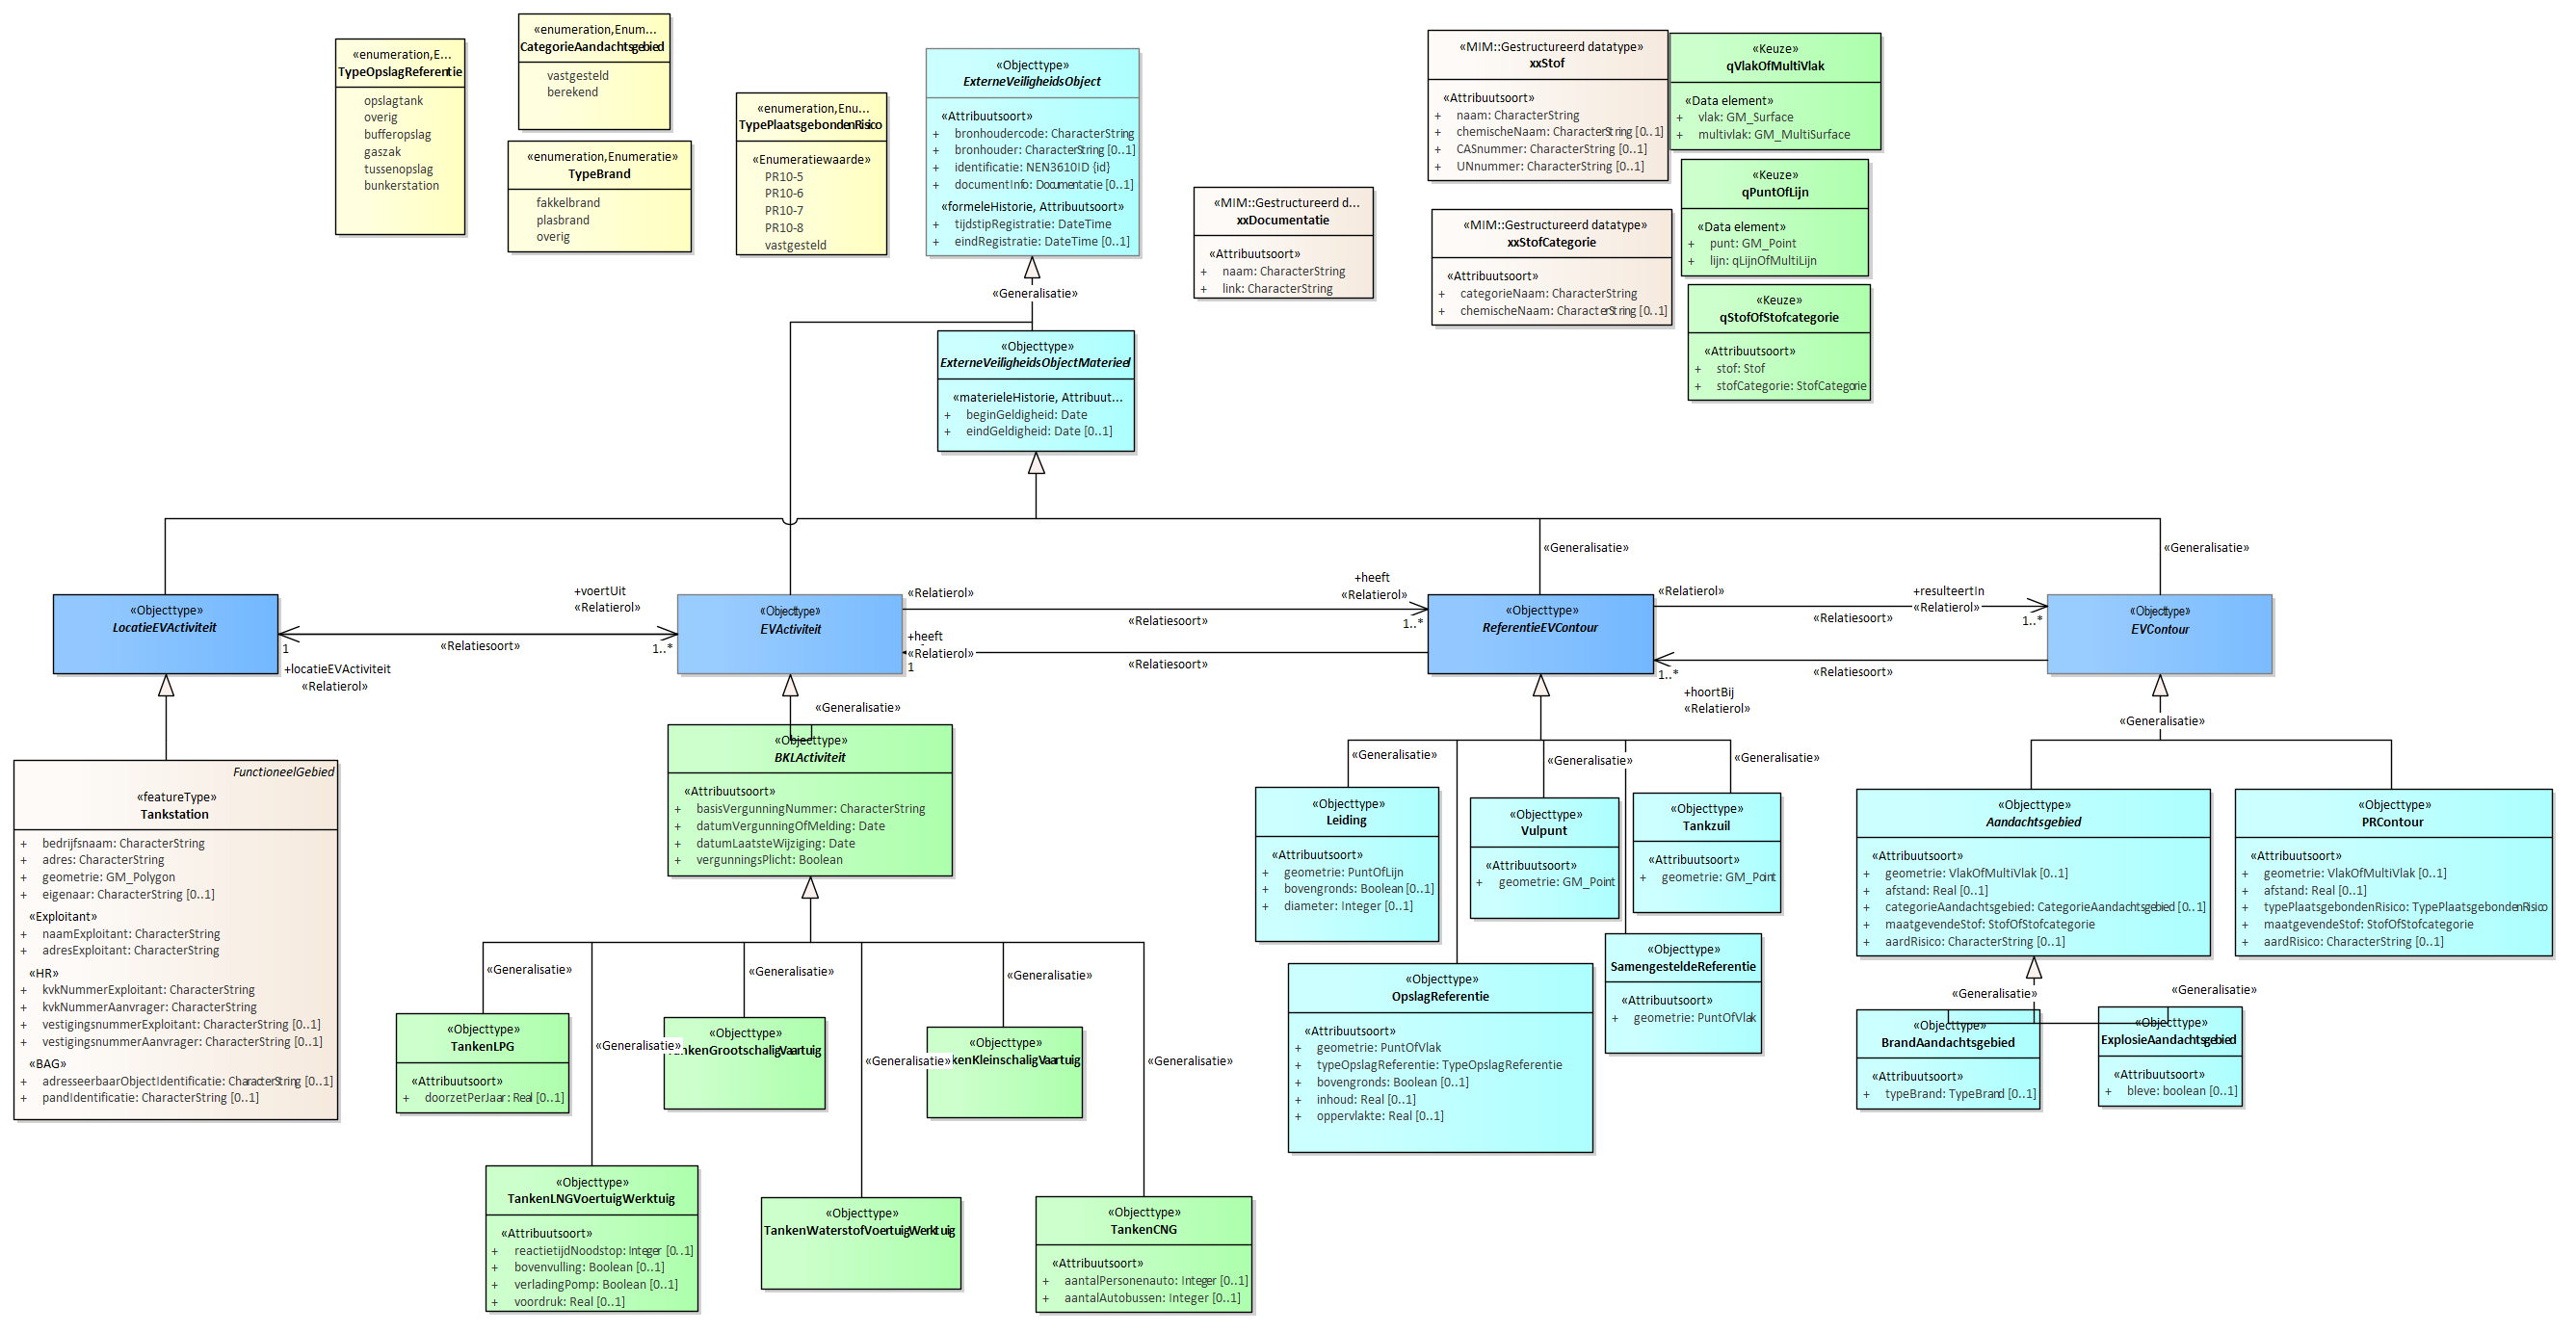 «enumeration,E...
TypeOpslagReferentie
opslagtank
overig
bufferopslag
gaszak
tussenopslag
bunkerstation
«enumeration,Enum...
CategorieAandachtsgebied
vastgesteld
berekend
«enumeration,Enumeratie»
TypeBrand
fakkelbrand
plasbrand
overig
«enumeration,Enu...
TypePlaatsgebondenRisico
«Enumeratiewaarde»
PR10-5
PR10-6
PR10-7
PR10-8
vastgesteld
«Objecttype»
ExterneVeiligheidsObject
«Attribuutsoort»
+ bronhoudercode: CharacterString
+ bronhouder: CharacterString [0..1]
+ identificatie: NEN3610ID {id}
+ documentInfo: Documentatie [0..1]
«formeleHistorie, Attribuutsoort»
+ tijdstipRegistratie: DateTime
+ eindRegistratie: DateTime [0..1]
«Generalisatie»
«Objecttype»
ExterneVeiligheidsObjectMaterieel
«materieleHistorie, Attribuut...
+ beginGeldigheid: Date
+ eindGeldigheid: Date [0..1]
«MIM::Gestructureerd d...
xxDocumentatie
«Attribuutsoort»
+ naam: CharacterString
+ link: CharacterString
«MIM::Gestructureerd datatype»
xxStof
«Attribuutsoort»
+ naam: CharacterString
+ chemischeNaam: CharacterString [0..1]
+ CASnummer: CharacterString [0..1]
+ UNnummer: CharacterString [0..1]
«MIM::Gestructureerd datatype»
xxStofCategorie
«Attribuutsoort»
+ categorieNaam: CharacterString
+ chemischeNaam: CharacterString [0..1]
«Keuze»
qVlakOfMultiVlak
«Data element»
+ vlak: GM_Surface
+ multivlak: GM_MultiSurface
«Keuze»
qPuntOfLijn
«Data element»
+ punt: GM_Point
+ lijn: qLijnOfMultiLijn
«Keuze»
qStofOfStofcategorie
«Attribuutsoort»
+ stof: Stof
+ stofCategorie: StofCategorie
«Generalisatie»
«Generalisatie»
«Objecttype»
LocatieEVActiviteit
+voertUit
«Relatierol»
«Relatiesoort»
1..*
1
+locatieEVActiviteit
«Relatierol»
«Objecttype»
EVActiviteit
«Relatierol»
+heeft
«Relatierol»
«Relatiesoort»
1..*
+heeft
«Relatierol»
1
«Relatiesoort»
«Objecttype»
ReferentieEVContour
«Relatierol»
+resulteertIn
«Relatierol»
«Relatiesoort»
1..*
1..*
«Relatiesoort»
+hoortBij
«Relatierol»
«Objecttype»
EVContour
FunctioneelGebied
«featureType»
Tankstation
+ bedrijfsnaam: CharacterString
+ adres: CharacterString
+ geometrie: GM_Polygon
+ eigenaar: CharacterString [0..1]
«Exploitant»
+ naamExploitant: CharacterString
+ adresExploitant: CharacterString
«HR»
+ kvkNummerExploitant: CharacterString
+ kvkNummerAanvrager: CharacterString
+ vestigingsnummerExploitant: CharacterString [0..1]
+ vestigingsnummerAanvrager: CharacterString [0..1]
«BAG»
+ adresseerbaarObjectIdentificatie: CharacterString [0..1]
+ pandIdentificatie: CharacterString [0..1]
«Generalisatie»
«Objecttype»
BKLActiviteit
«Attribuutsoort»
+ basisVergunningNummer: CharacterString
+ datumVergunningOfMelding: Date
+ datumLaatsteWijziging: Date
+ vergunningsPlicht: Boolean
«Generalisatie»
«Generalisatie»
«Generalisatie»
«Generalisatie»
«Generalisatie»
«Generalisatie»
«Objecttype»
TankenLPG
«Attribuutsoort»
+ doorzetPerJaar: Real [0..1]
«Objecttype»
nkenGrootschaligVaartuig
«Objecttype»
kenKleinschaligVaartuig
«Objecttype»
TankenLNGVoertuigWerktuig
«Attribuutsoort»
+ reactietijdNoodstop: Integer [0..1]
+ bovenvulling: Boolean [0..1]
+ verladingPomp: Boolean [0..1]
+ voordruk: Real [0..1]
«Objecttype»
TankenWaterstofVoertuigWerktuig
«Objecttype»
TankenCNG
«Attribuutsoort»
+ aantalPersonenauto: Integer [0..1]
+ aantalAutobussen: Integer [0..1]
«Generalisatie»
«Generalisatie»
«Generalisatie»
«Objecttype»
Leiding
«Attribuutsoort»
+ geometrie: PuntOfLijn
+ bovengronds: Boolean [0..1]
+ diameter: Integer [0..1]
«Objecttype»
Vulpunt
«Attribuutsoort»
+ geometrie: GM_Point
«Objecttype»
Tankzuil
«Attribuutsoort»
+ geometrie: GM_Point
«Objecttype»
OpslagReferentie
«Attribuutsoort»
+ geometrie: PuntOfVlak
+ typeOpslagReferentie: TypeOpslagReferentie
+ bovengronds: Boolean [0..1]
+ inhoud: Real [0..1]
+ oppervlakte: Real [0..1]
«Objecttype»
SamengesteldeReferentie
«Attribuutsoort»
+ geometrie: PuntOfVlak
«Generalisatie»
«Objecttype»
Aandachtsgebied
«Attribuutsoort»
+ geometrie: VlakOfMultiVlak [0..1]
+ afstand: Real [0..1]
+ categorieAandachtsgebied: CategorieAandachtsgebied [0..1]
+ maatgevendeStof: StofOfStofcategorie
+ aardRisico: CharacterString [0..1]
«Objecttype»
PRContour
«Attribuutsoort»
+ geometrie: VlakOfMultiVlak [0..1]
+ afstand: Real [0..1]
+ typePlaatsgebondenRisico: TypePlaatsgebondenRisico
+ maatgevendeStof: StofOfStofcategorie
+ aardRisico: CharacterString [0..1]
«Generalisatie»
«Generalisatie»
«Objecttype»
BrandAandachtsgebied
«Attribuutsoort»
+ typeBrand: TypeBrand [0..1]
«Objecttype»
ExplosieAandachtsgebied
«Attribuutsoort»
+ bleve: boolean [0..1]